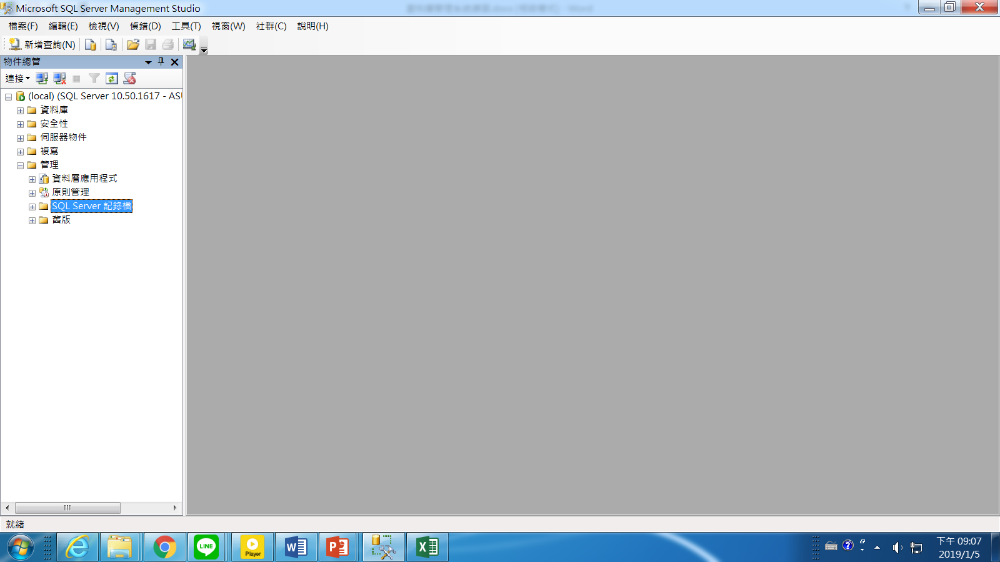 Microsoft SQL Server Management Studio
檔案(F) 編輯(E) 檢視(V) 偵錯(D) 工具(T) 視窗(W) 社群(C) 說明(H)
新增查詢(N)
物件總管
連接
(local) (SQL Server 10.50.1617 - ASU
資料庫
安全性
伺服器物件
複寫
管理
資料層應用程式
原則管理
SQL Server 記錄檔
舊版
就緒
LINE
Player
下午 09:07
2019/1/5